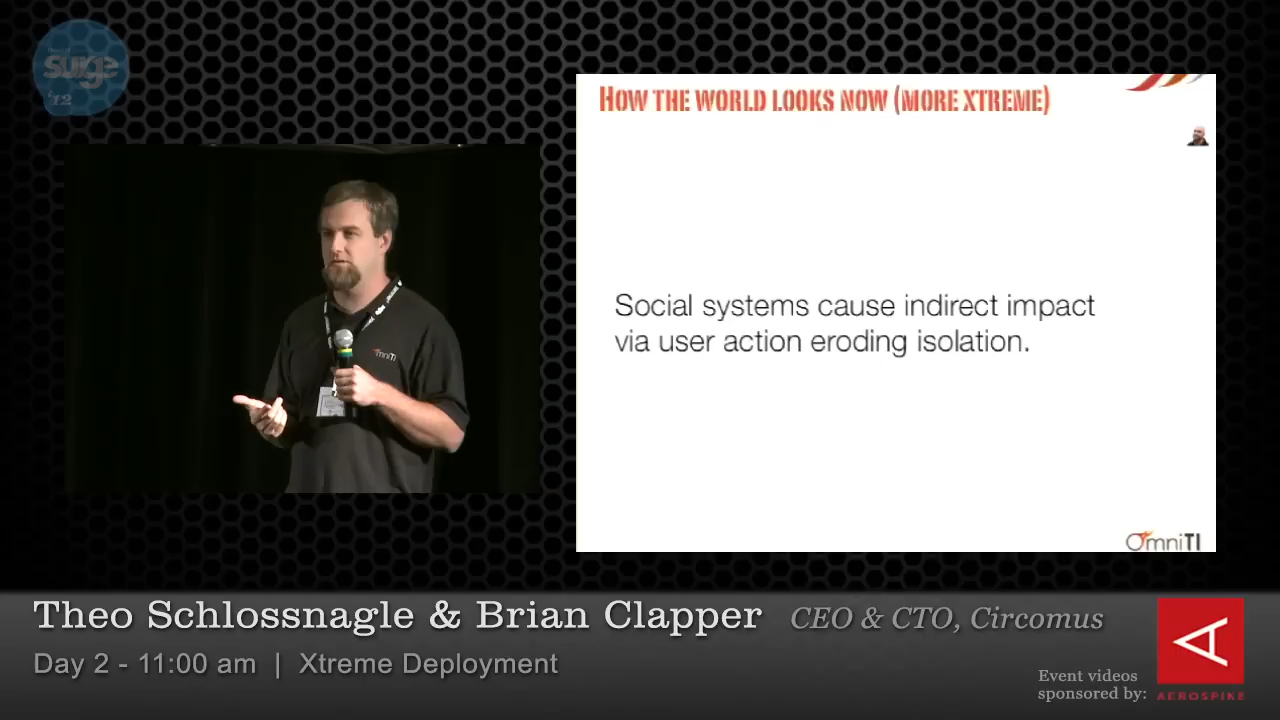 surge
'12
HOW THE WORLD LOOKS NOW (MORE XTREME)
Social systems cause indirect impact
via user action eroding isolation.
OmniTI
OmniTI
Theo Schlossnagle & Brian Clapper CEO & CTO, Circomus
Day 2 - 11:00 am | Xtreme Deployment
Event videos
sponsored by:
AEROSPIKE